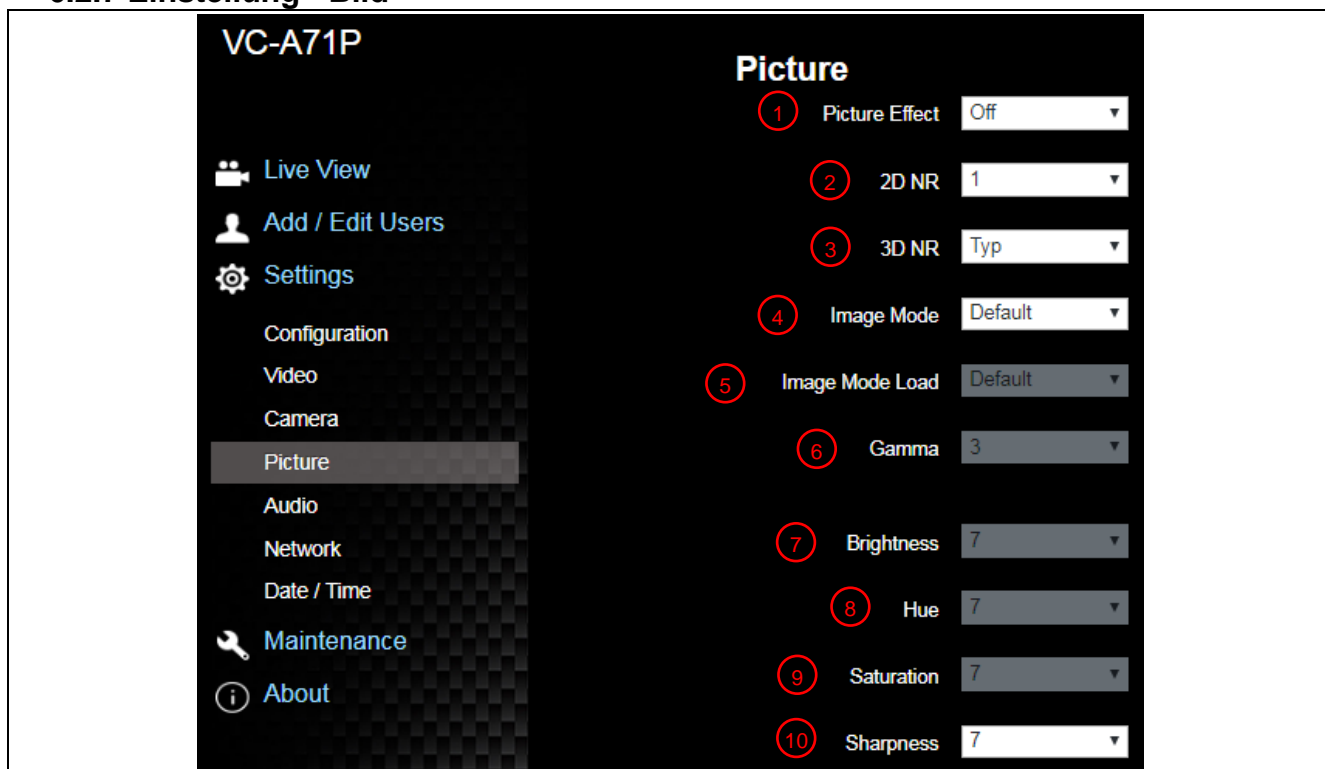 VC-A71P
Live View
Add / Edit Users
Settings
Configuration
Video
Camera
Picture
Audio
Network
Date / Time
Maintenance
About
Picture
1 Picture Effect Off
2 2D NR 1
3 3D NR Typ
4 Image Mode Default
5 Image Mode Load Default
6 Gamma 3
7 Brightness 7
8 Hue 7
9 Saturation 7
10 Sharpness 7